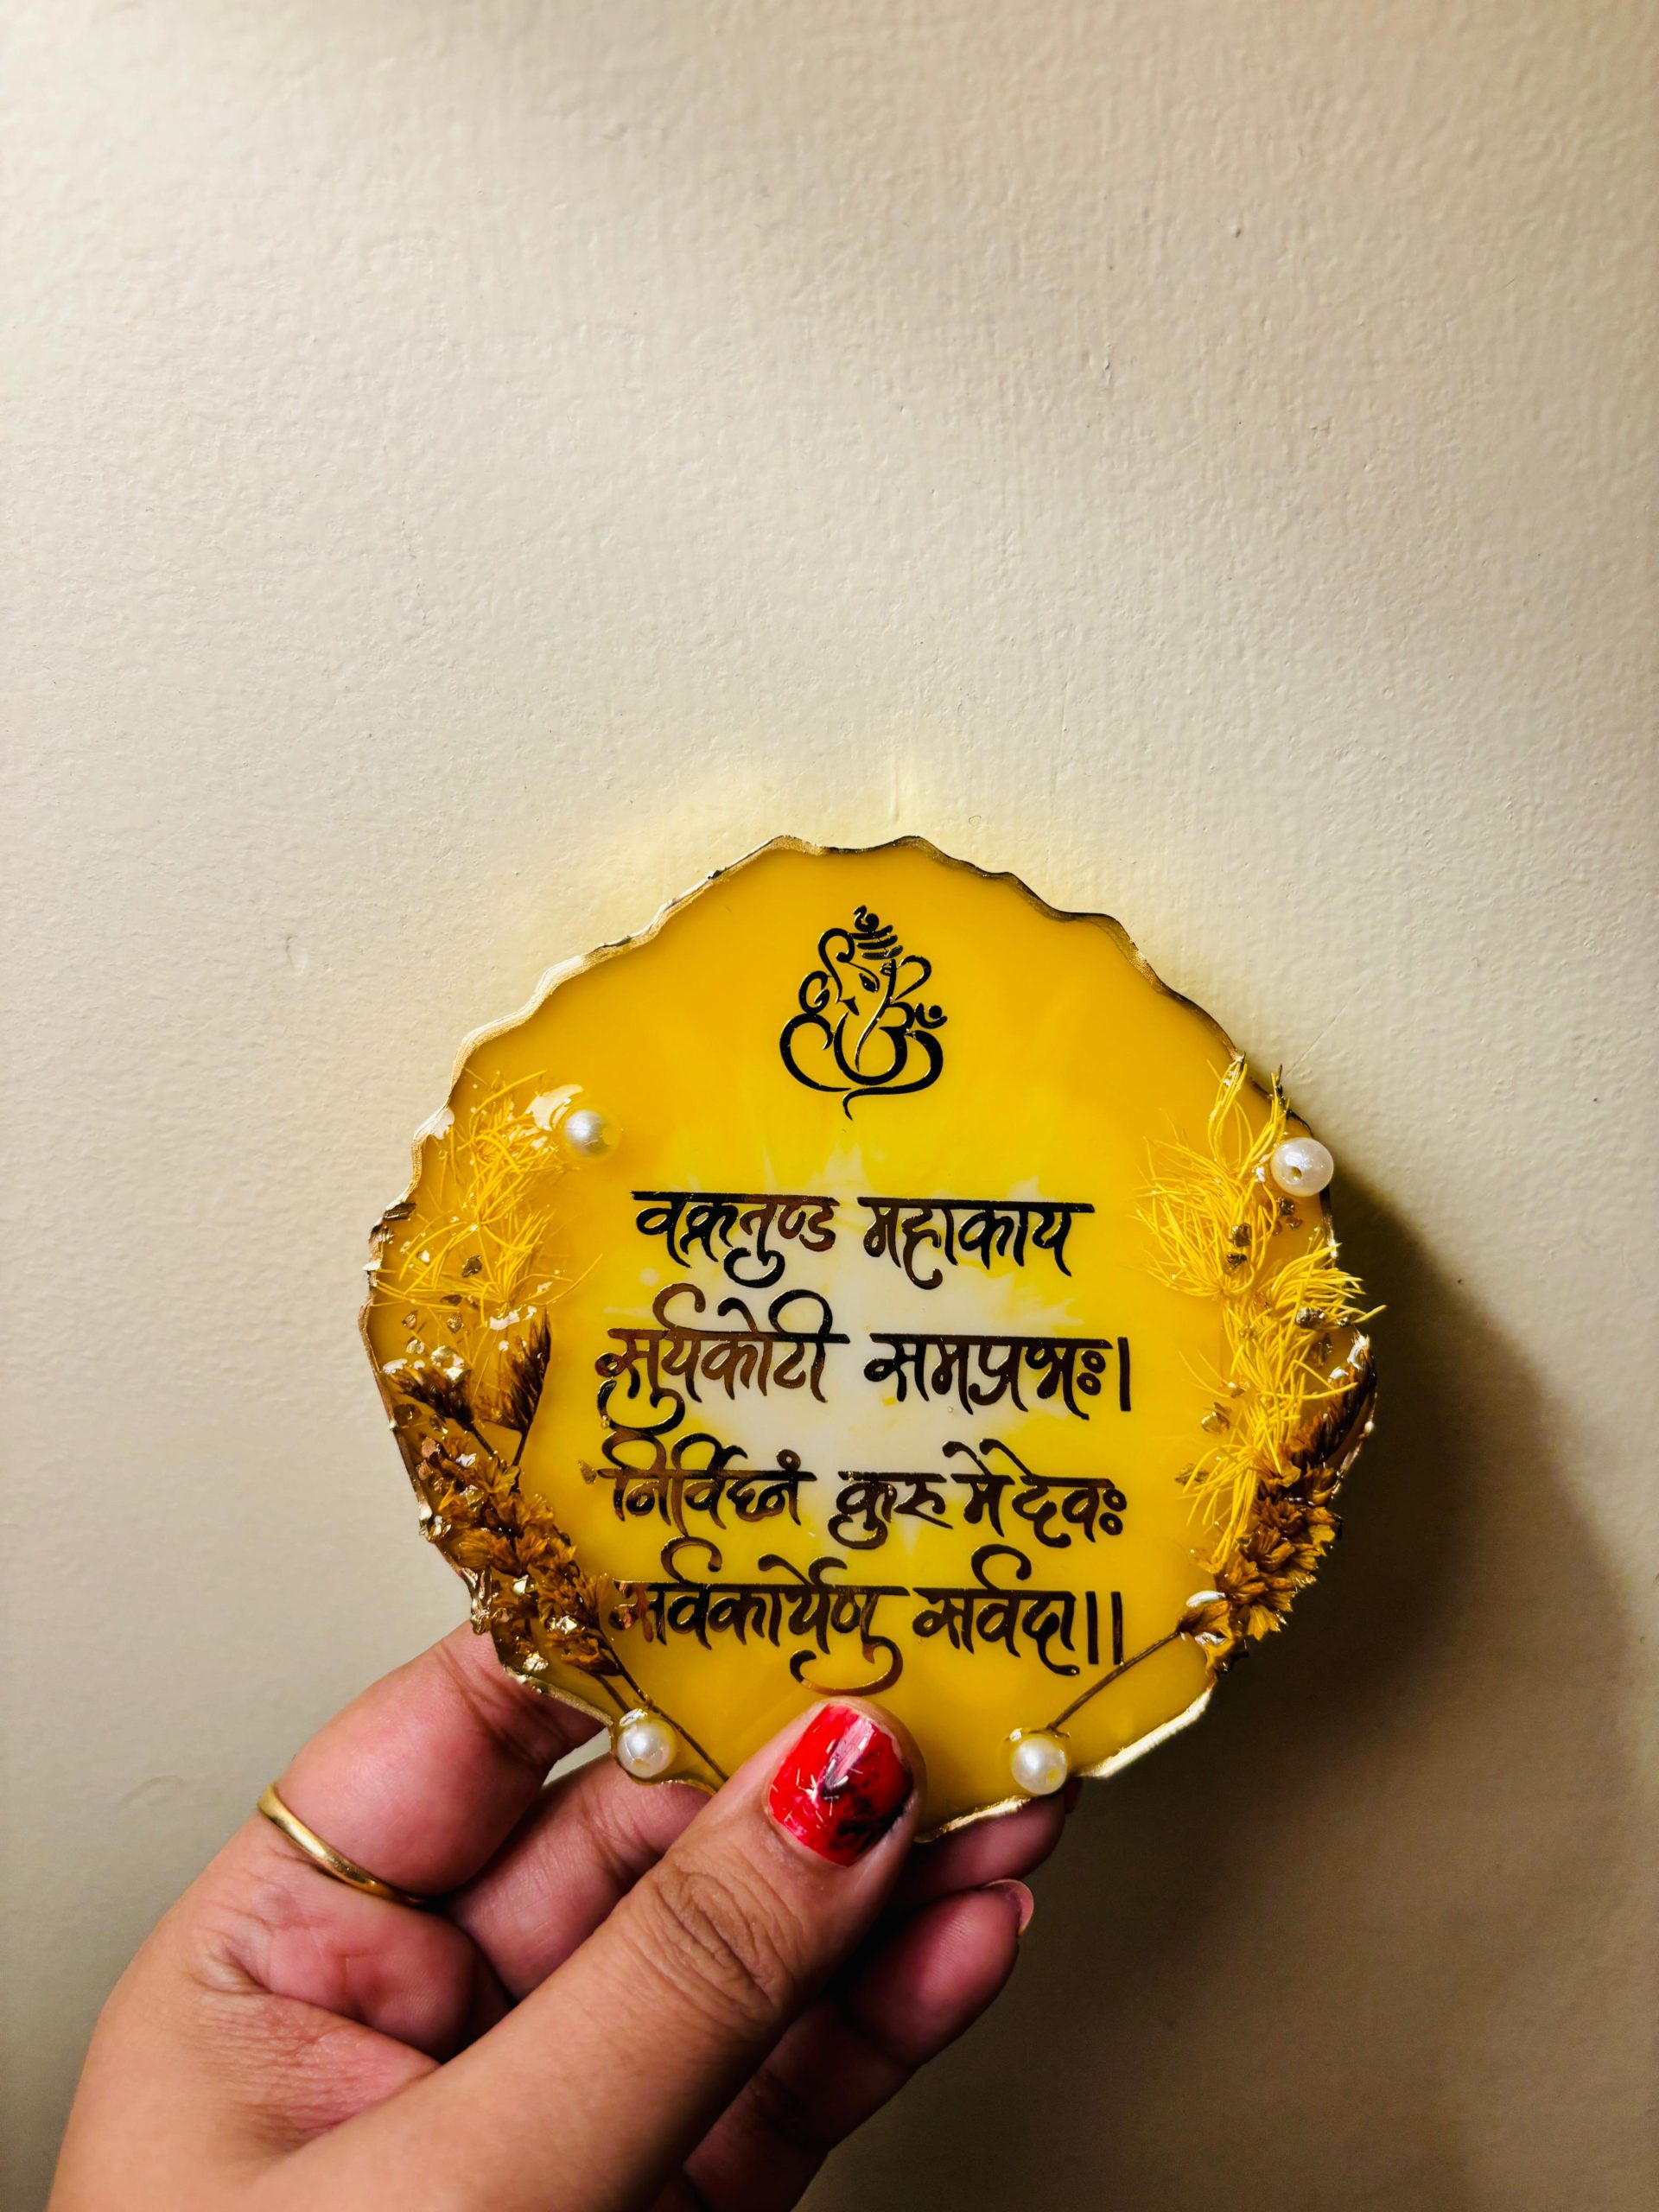 वक्रतुण्ड महाकाय
सुर्यकोटी समप्रभः।
निर्विघ्नं कुरु मे देवः
सर्वकार्येषु सर्वदा॥